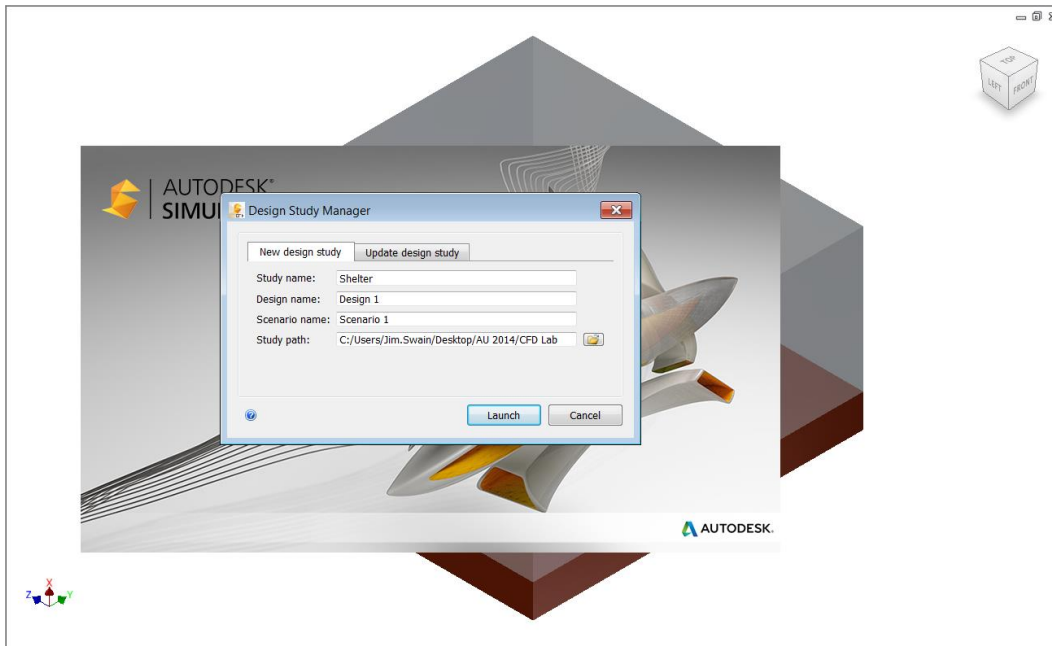 TOP
LEFT
FRONT
AUTODESK®
SIMU
Design Study Manager
New design study
Update design study
Study name:
Shelter
Design name:
Design 1
Scenario name:
Scenario 1
Study path:
C:/Users/Jim.Swain/Desktop/AU 2014/CFD Lab
Launch
Cancel
AUTODESK.
X
Z
Y